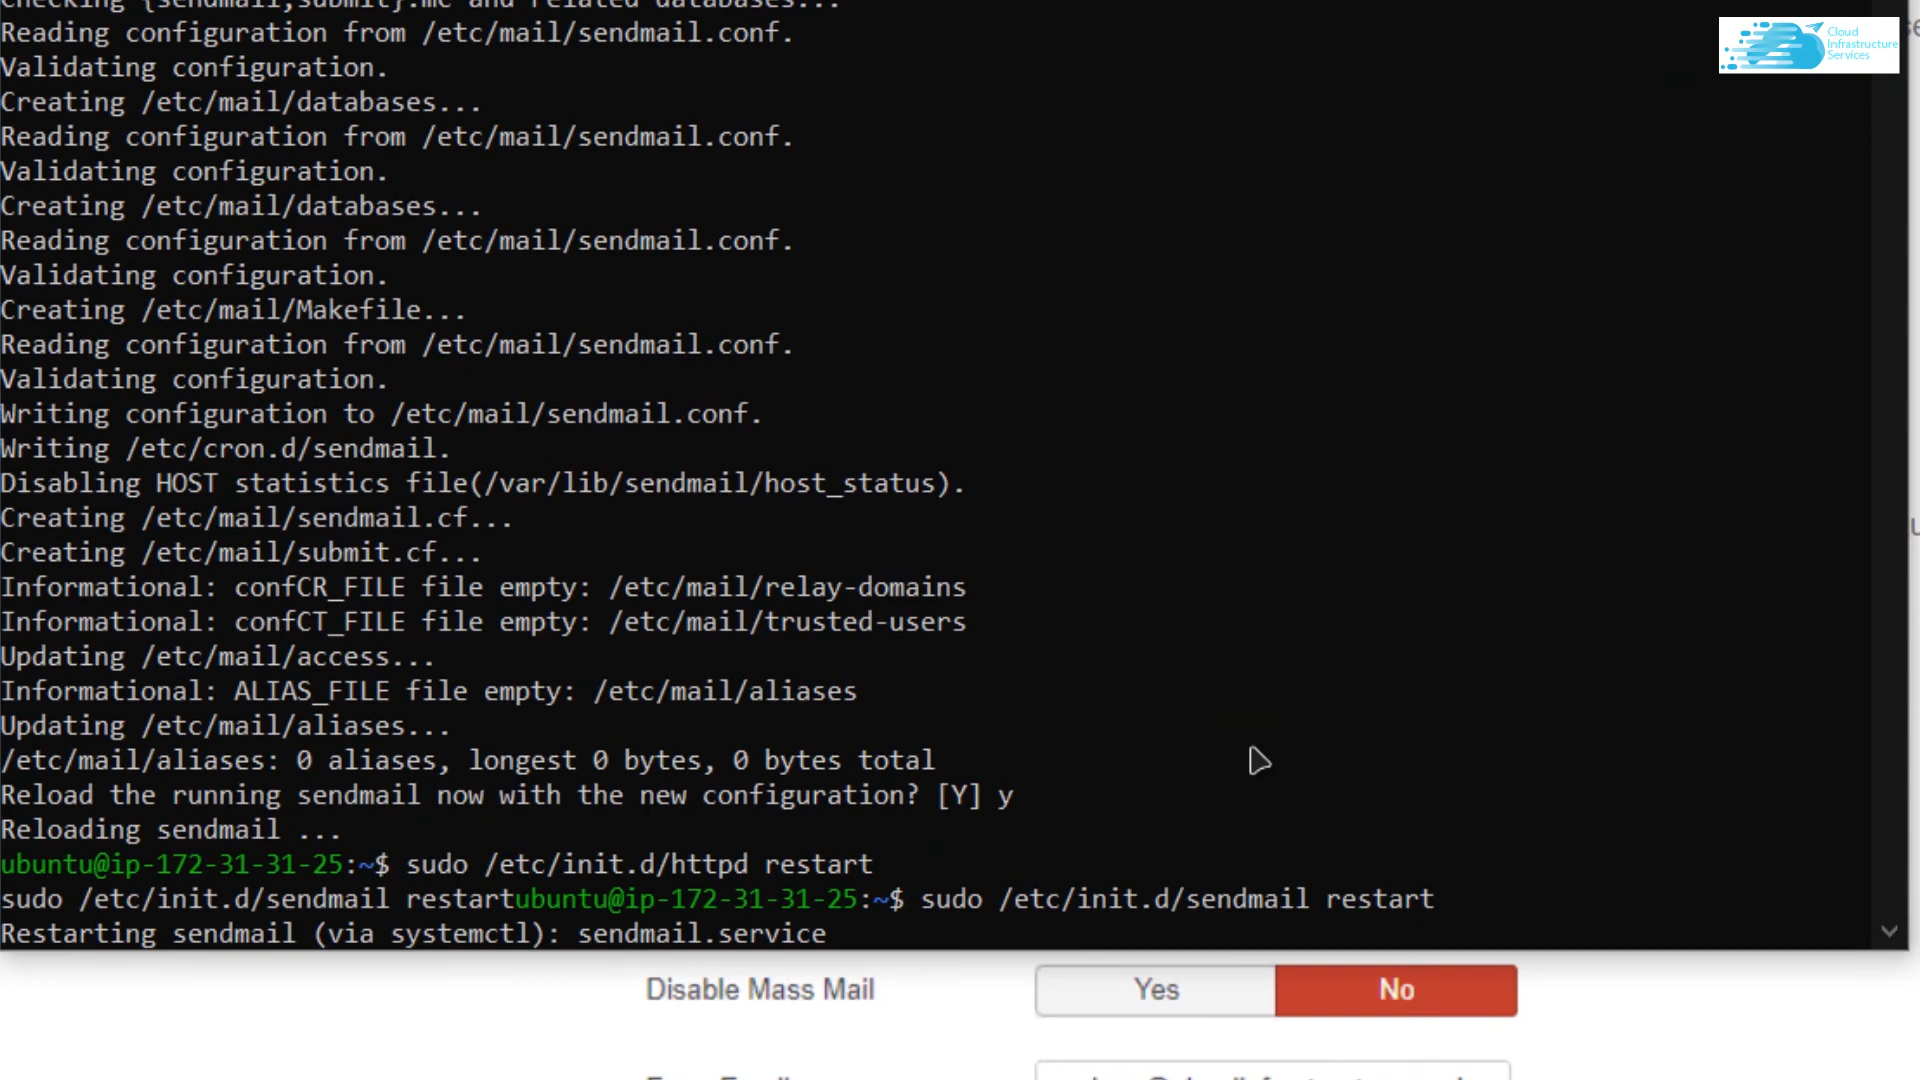 Checking {sendmail,submit}.mc and related databases...
Reading configuration from /etc/mail/sendmail.conf.
Validating configuration.
Creating /etc/mail/databases...
Reading configuration from /etc/mail/sendmail.conf.
Validating configuration.
Creating /etc/mail/databases...
Reading configuration from /etc/mail/sendmail.conf.
Validating configuration.
Creating /etc/mail/Makefile...
Reading configuration from /etc/mail/sendmail.conf.
Validating configuration.
Writing configuration to /etc/mail/sendmail.conf.
Writing /etc/cron.d/sendmail.
Disabling HOST statistics file(/var/lib/sendmail/host_status).
Creating /etc/mail/sendmail.cf...
Creating /etc/mail/submit.cf...
Informational: confCR_FILE file empty: /etc/mail/relay-domains
Informational: confCT_FILE file empty: /etc/mail/trusted-users
Updating /etc/mail/access...
Informational: ALIAS_FILE file empty: /etc/mail/aliases
Updating /etc/mail/aliases...
/etc/mail/aliases: 0 aliases, longest 0 bytes, 0 bytes total
Reload the running sendmail now with the new configuration? [Y] y
Reloading sendmail ...
ubuntu@ip-172-31-31-25:~$ sudo /etc/init.d/httpd restart
sudo /etc/init.d/sendmail restartubuntu@ip-172-31-31-25:~$ sudo /etc/init.d/sendmail restart
Restarting sendmail (via systemctl): sendmail.service
Cloud
Infrastructure
Services
Disable Mass Mail Yes No